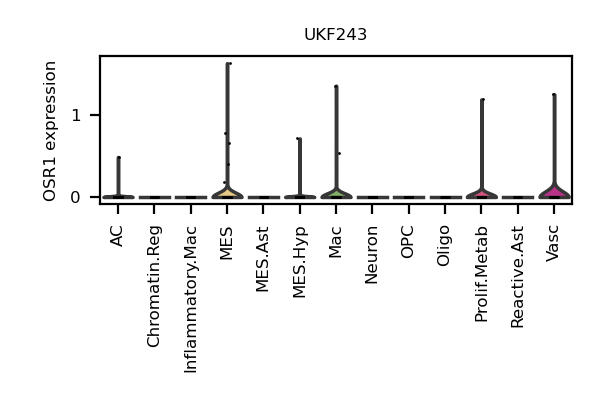 UKF243
OSR1 expression
1
0
AC
Chromatin.Reg
Inflammatory.Mac
MES
MES.Ast
MES.Hyp
Mac
Neuron
OPC
Oligo
Prolif.Metab
Reactive.Ast
Vasc